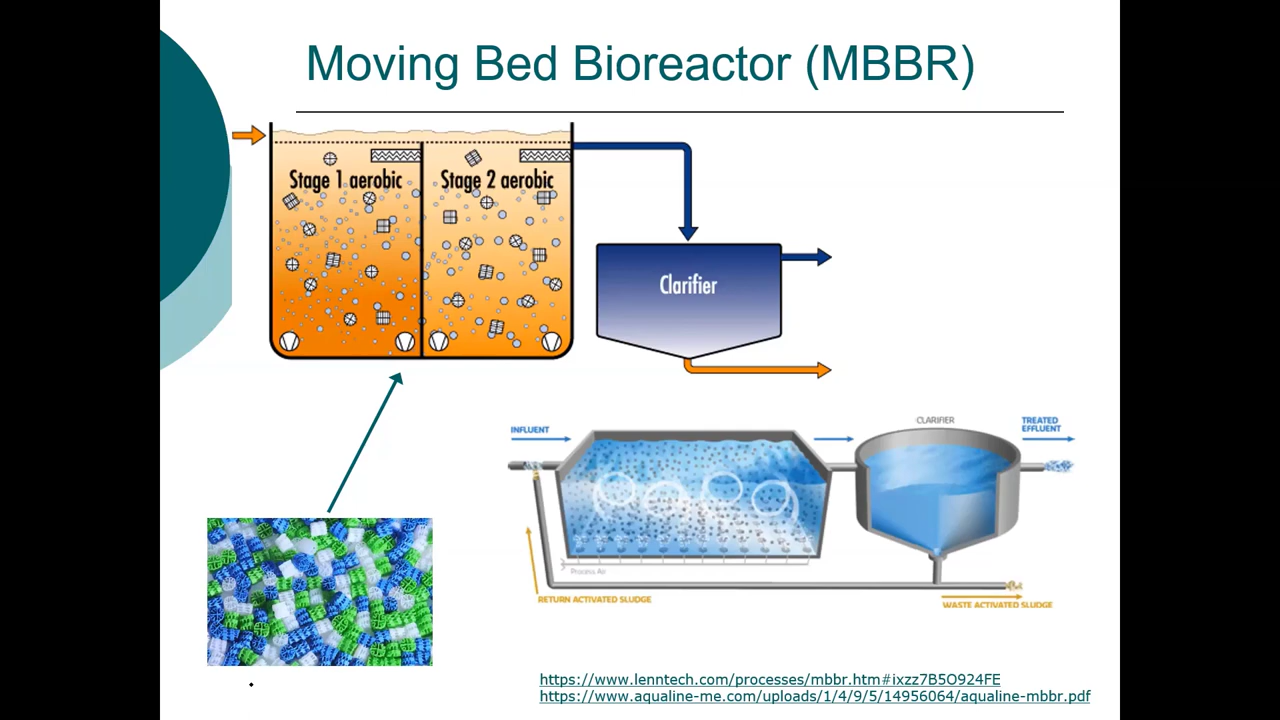 Moving Bed Bioreactor (MBBR)
Stage 1 aerobic
Stage 2 aerobic
Clarifier
INFLUENT
CLARIFIER
TREATED
EFFLUENT
Process Air
RETURN ACTIVATED SLUDGE
WASTE ACTIVATED SLUDGE
https://www.lenntech.com/processes/mbbr.htm#ixzz7B5O924FE
https://www.aqualine-me.com/uploads/1/4/9/5/14956064/aqualine-mbbr.pdf